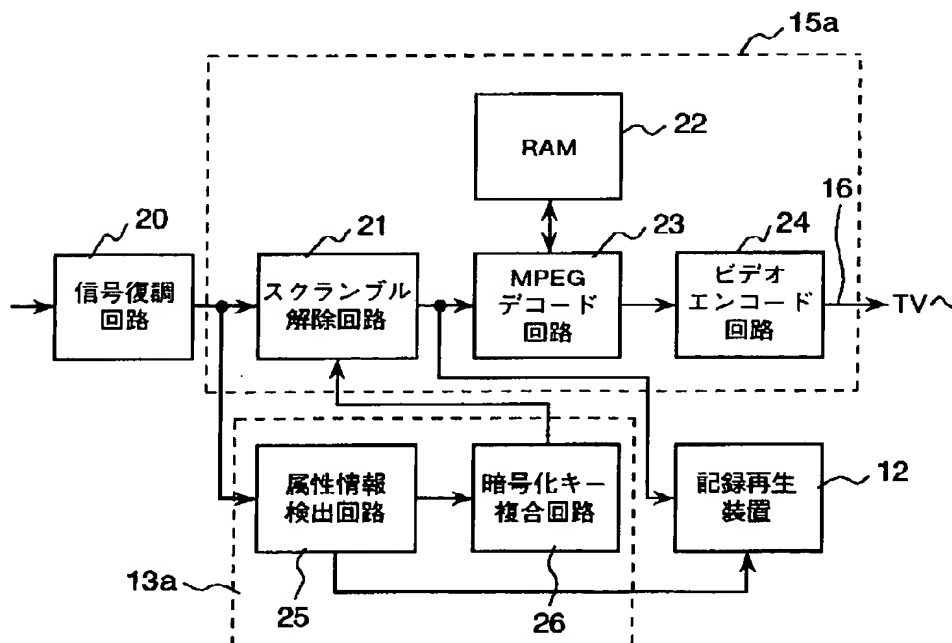 15a
RAM
22
16
20
21
23
24
信号復調
回路
スクランブル
解除回路
MPEG
デコード
回路
ビデオ
エンコード
回路
TVへ
属性情報
検出回路
暗号化キー
複合回路
記録再生
装置
12
13a
25
26